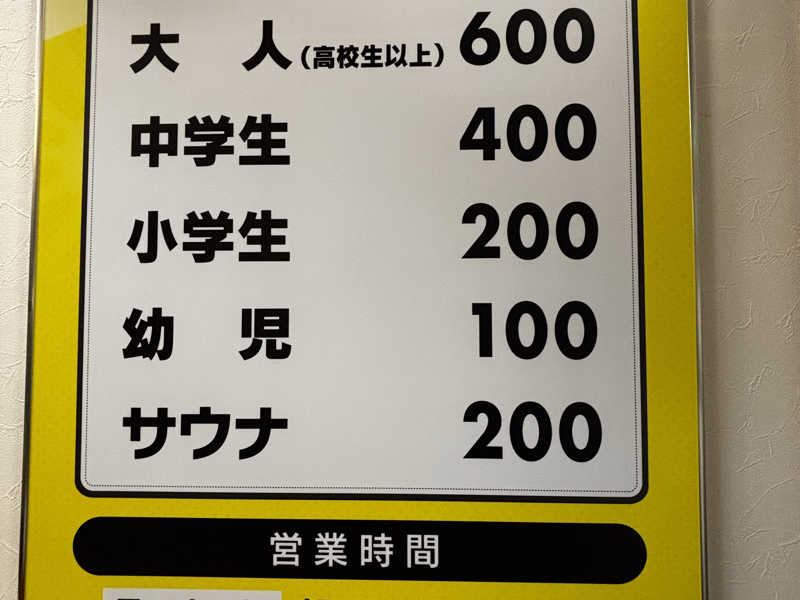 大人(高校生以上) 600
中学生 400
小学生 200
幼児 100
サウナ 200
営業時間